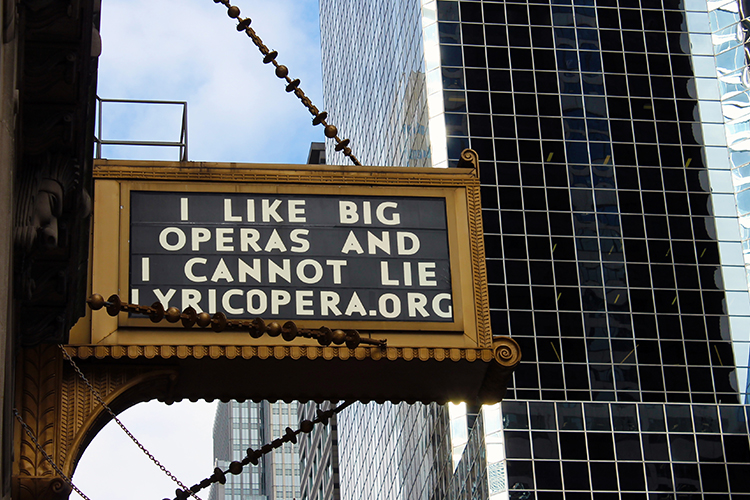 I LIKE BIG
OPERAS AND
I CANNOT LIE
LYRICOPERA.ORG